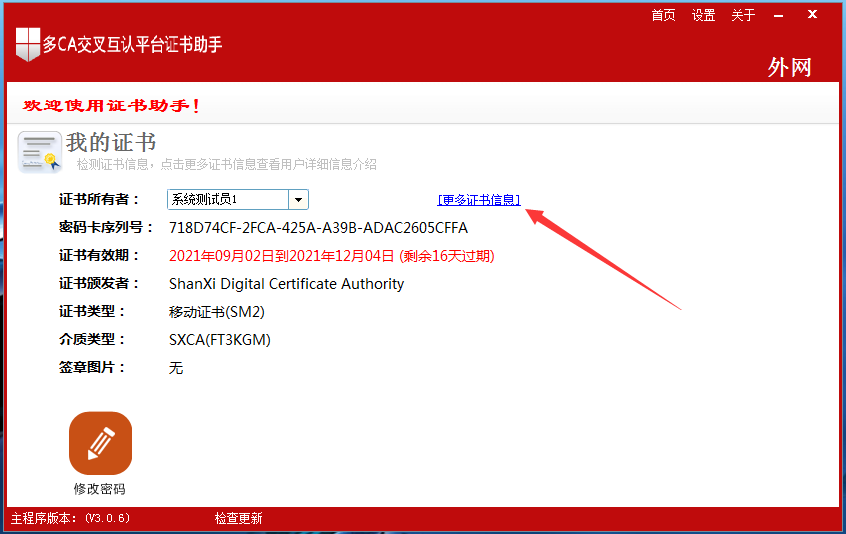 首页 设置 关于
多CA交叉互认平台证书助手
外网
欢迎使用证书助手!
我的证书
检测证书信息，点击更多证书信息查看用户详细信息介绍
证书所有者： 系统测试员1 [更多证书信息]
密码卡序列号： 718D74CF-2FCA-425A-A39B-ADAC2605CFFA
证书有效期： 2021年09月02日到2021年12月04日 (剩余16天过期)
证书颁发者： ShanXi Digital Certificate Authority
证书类型： 移动证书(SM2)
介质类型： SXCA(FT3KGM)
签章图片： 无
修改密码
主程序版本：(V3.0.6) 检查更新